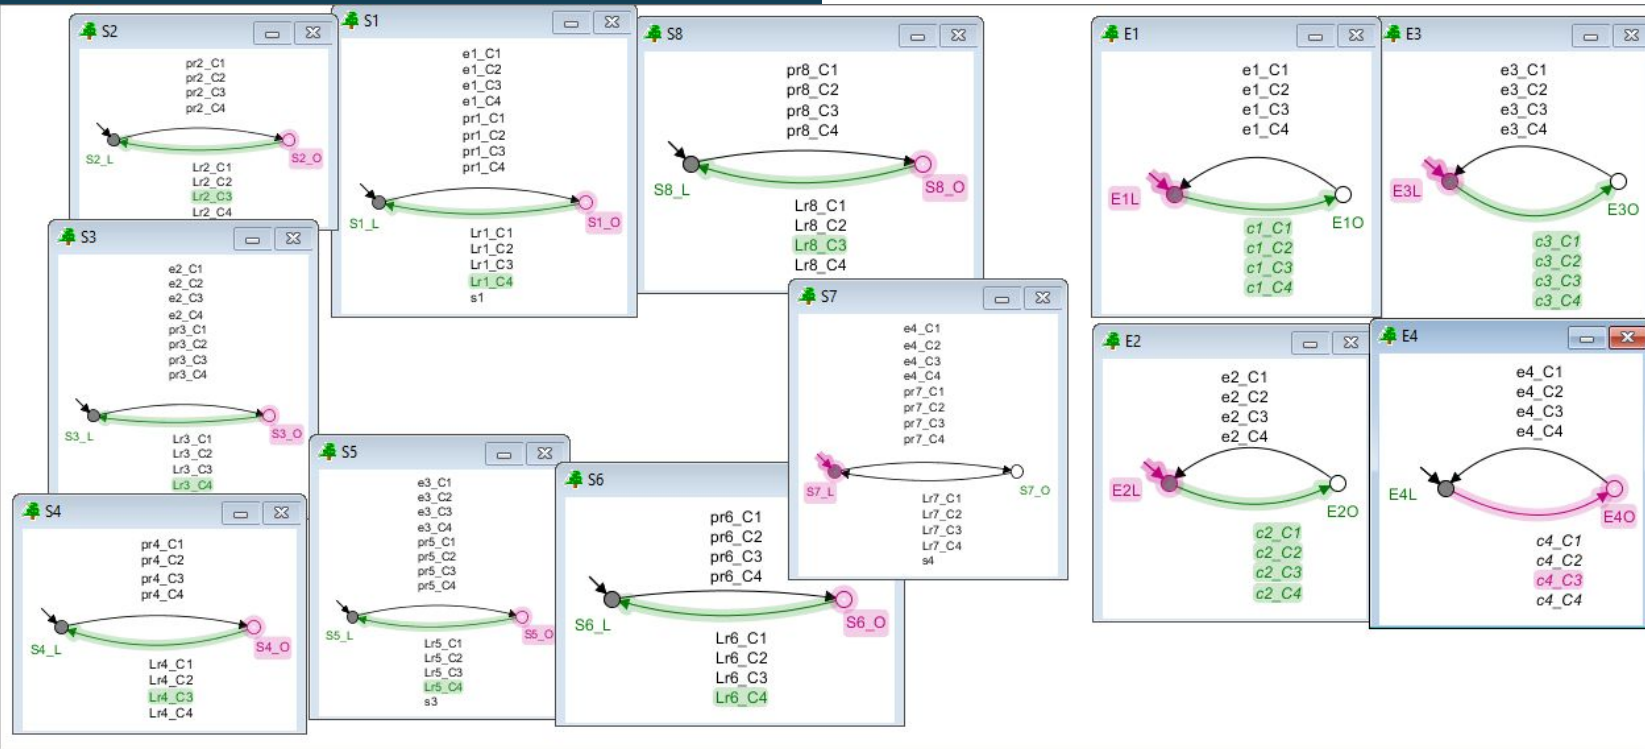 S2
pr2_C1
pr2_C2
pr2_C3
pr2_C4
S2_L
S2_O
Lr2_C1
Lr2_C2
Lr2_C3
Lr2_C4
S1
e1_C1
e1_C2
e1_C3
e1_C4
pr1_C1
pr1_C2
pr1_C3
pr1_C4
S1_L
S1_O
Lr1_C1
Lr1_C2
Lr1_C3
Lr1_C4
s1
S8
pr8_C1
pr8_C2
pr8_C3
pr8_C4
S8_L
S8_O
Lr8_C1
Lr8_C2
Lr8_C3
Lr8_C4
E1
e1_C1
e1_C2
e1_C3
e1_C4
E1L
E1O
c1_C1
c1_C2
c1_C3
c1_C4
E3
e3_C1
e3_C2
e3_C3
e3_C4
E3L
E3O
c3_C1
c3_C2
c3_C3
c3_C4
S3
e2_C1
e2_C2
e2_C3
e2_C4
pr3_C1
pr3_C2
pr3_C3
pr3_C4
S3_L
S3_O
Lr3_C1
Lr3_C2
Lr3_C3
Lr3_C4
S7
e4_C1
e4_C2
e4_C3
e4_C4
pr7_C1
pr7_C2
pr7_C3
pr7_C4
S7_L
S7_O
Lr7_C1
Lr7_C2
Lr7_C3
Lr7_C4
s4
E2
e2_C1
e2_C2
e2_C3
e2_C4
E2L
E2O
c2_C1
c2_C2
c2_C3
c2_C4
E4
e4_C1
e4_C2
e4_C3
e4_C4
E4L
E4O
c4_C1
c4_C2
c4_C3
c4_C4
S4
pr4_C1
pr4_C2
pr4_C3
pr4_C4
S4_L
S4_O
Lr4_C1
Lr4_C2
Lr4_C3
Lr4_C4
S5
e3_C1
e3_C2
e3_C3
e3_C4
pr5_C1
pr5_C2
pr5_C3
pr5_C4
S5_L
S5_O
Lr5_C1
Lr5_C2
Lr5_C3
Lr5_C4
s3
S6
pr6_C1
pr6_C2
pr6_C3
pr6_C4
S6_L
S6_O
Lr6_C1
Lr6_C2
Lr6_C3
Lr6_C4